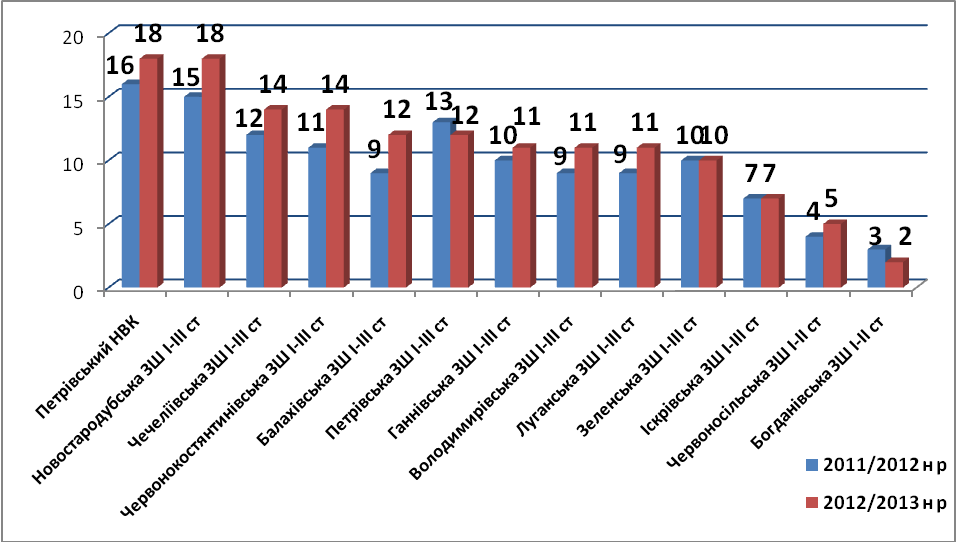 20
15
10
5
0
16
18
15
18
12
14
11
14
9
12
13
12
10
11
9
11
9
11
10
10
7
7
4
5
3
2
Петрівський НВК
Новостародубська ЗШ І-ІІІ ст
Чечеліївська ЗШ І-ІІІ ст
Червонокостянтинівська ЗШ І-ІІІ ст
Балахівська ЗШ І-ІІІ ст
Петрівська ЗШ І-ІІІ ст
Ганнівська ЗШ І-ІІІ ст
Володимирівська ЗШ І-ІІІ ст
Луганська ЗШ І-ІІІ ст
Зеленська ЗШ І-ІІІ ст
Іскрівська ЗШ І-ІІІ ст
Червоносільська ЗШ І-ІІ ст
Богданівська ЗШ І-ІІ ст
2011/2012 н р
2012/2013 н р